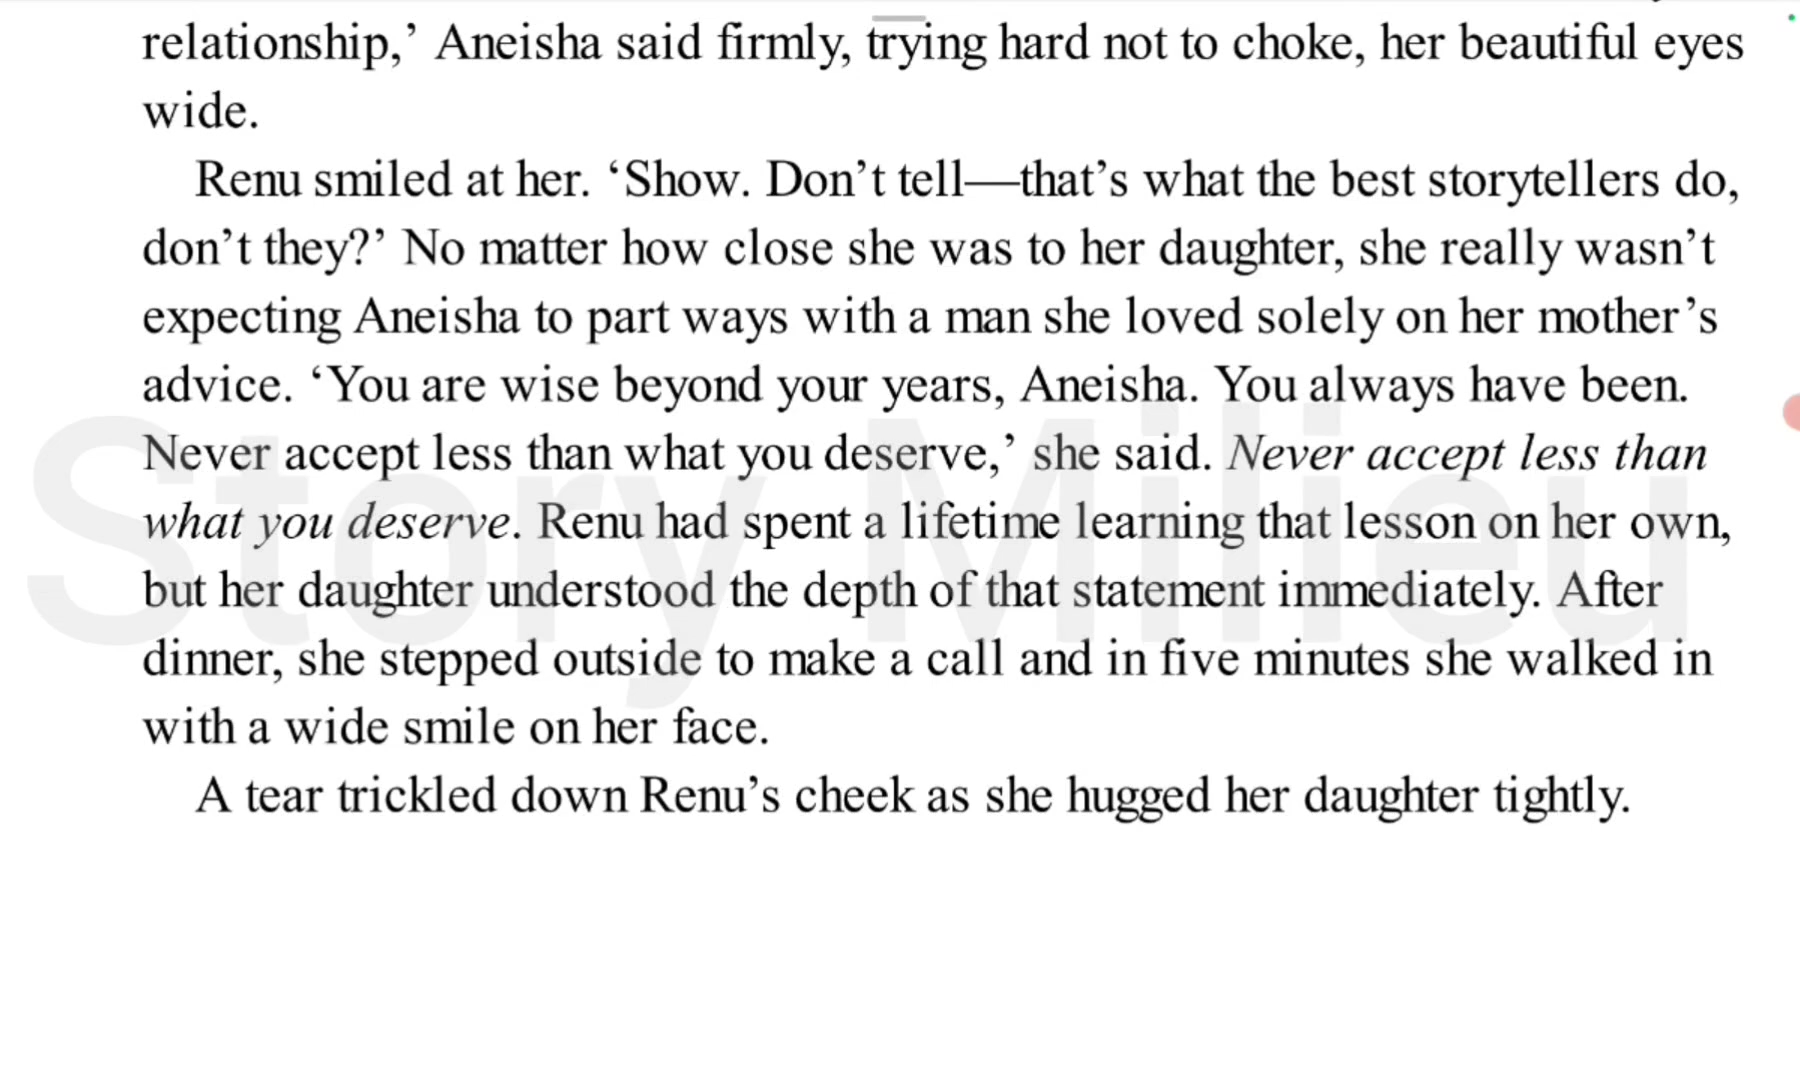 relationship,’ Aneisha said firmly, trying hard not to choke, her beautiful eyes
wide.
Renu smiled at her. ‘Show. Don’t tell—that’s what the best storytellers do,
don’t they?’ No matter how close she was to her daughter, she really wasn’t
expecting Aneisha to part ways with a man she loved solely on her mother’s
advice. ‘You are wise beyond your years, Aneisha. You always have been.
Never accept less than what you deserve,’ she said. Never accept less than
what you deserve. Renu had spent a lifetime learning that lesson on her own,
but her daughter understood the depth of that statement immediately. After
dinner, she stepped outside to make a call and in five minutes she walked in
with a wide smile on her face.
A tear trickled down Renu’s cheek as she hugged her daughter tightly.
Story Milieu